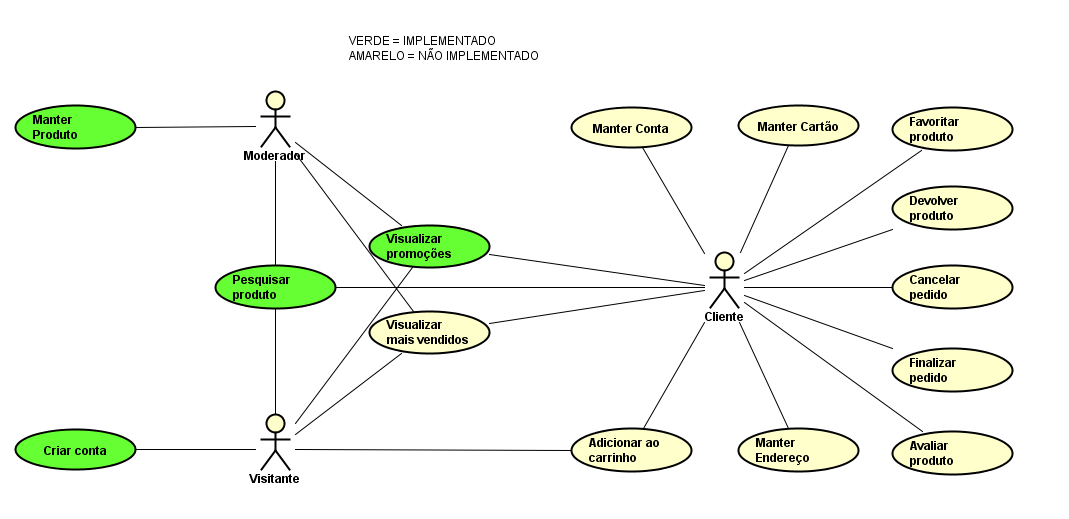 VERDE = IMPLEMENTADO
AMARELO = NÃO IMPLEMENTADO
Manter
Produto
Moderador
Manter Conta
Manter Cartão
Favoritar
produto
Devolver
produto
Visualizar
promoções
Pesquisar
produto
Cliente
Cancelar
pedido
Visualizar
mais vendidos
Finalizar
pedido
Criar conta
Visitante
Adicionar ao
carrinho
Manter
Endereço
Avaliar
produto